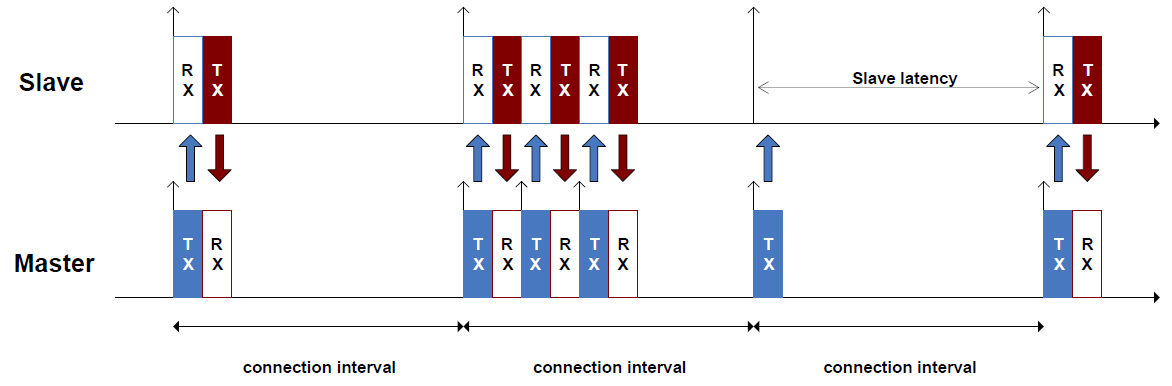 RX TX RX TX RX TX RX TX RX TX
Slave
Slave latency
TX RX TX RX TX RX TX RX TX TX RX
Master
connection interval connection interval connection interval